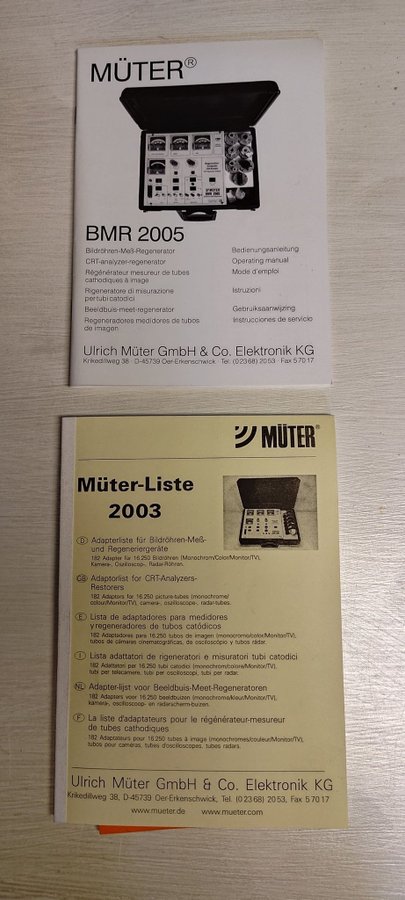 MÜTER®
BMR 2005
Bildröhren-Meß-Regenerator
Bedienungsanleitung
CRT-analyzer-regenerator
Operating manual
Régénérateur mesureur de tubes
cathodiques à image
Mode d'emploi
Rigeneratore di misurazione
per tubi catodici
Istruzioni
Beeldbuis-meet-regenerator
Gebruiksaanwijzing
Regeneradores medidores de tubos
de imagen
Instrucciones de servicio
Ulrich Müter GmbH & Co. Elektronik KG
Krikedillweg 38 · D-45739 Oer-Erkenschwick · Tel. (0 23 68) 20 53 · Fax 5 70 17
MÜTER®
Müter-Liste
2003
D Adapterliste für Bildröhren-Meß-
und Regeneriergeräte
182 Adapter für 16.250 Bildröhren (Monochrom/Color/Monitor/TV),
Kamera-, Oszilloscop-, Radar-Röhren.
GB Adaptorlist for CRT-Analyzers-
Restorers
182 Adaptors for 16.250 picture-tubes (monochrome/
colour/Monitor/TV), camera-, oscilloscope-, radar-tubes.
E Lista de adaptadores para medidores
y regeneradores de tubos catódicos
182 Adaptadores para 16.250 tubos de imagen (monocromo/color/Monitor/TV),
tubos de cámaras cinematográficas, de osciloscópio y tubos rádar.
I Lista adattatori di rigeneratori e misuratori tubi catodici
182 Adattatori per 16.250 tubi catodici (monocrom/colore/Monitor/TV),
tubi per telecamere, tubi per osciloscopi, tubi per radar.
NL Adapter-lijst voor Beeldbuis-Meet-Regeneratoren
182 Adapters voor 16.250 beeldbuizen (monochrome/kleur/Monitor/TV),
kamera-, osciloscoop- en radarscherm-buizen.
F La liste d'adaptateurs pour le régénérateur-mesureur
de tubes cathodiques
182 Adaptateurs pour 16.250 tubes à image (monochromes/couleur/Monitor/TV),
tubes pour caméras, tubes d'oscilloscopes, tubes radars.
Ulrich Müter GmbH & Co. Elektronik KG
Krikedillweg 38, D-45739 Oer-Erkenschwick, Tel. (0 23 68) 20 53, Fax 5 70 17
www.mueter.de www.mueter.com